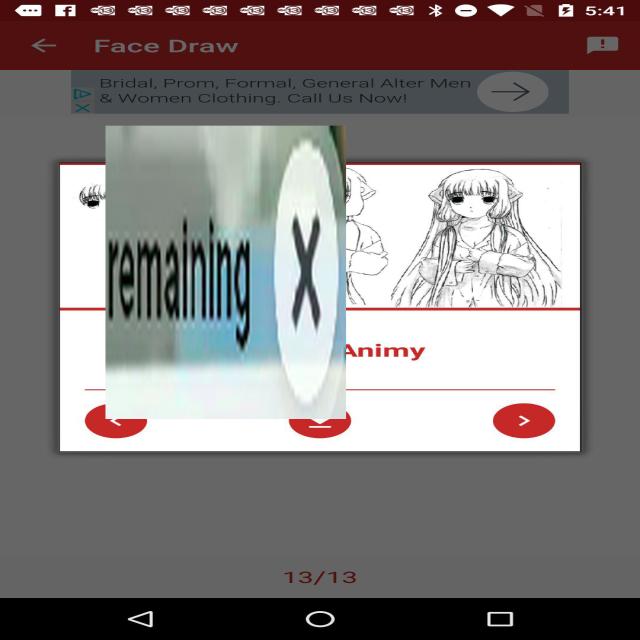 5:41
Face Draw
Bridal, Prom, Formal, General Alter Men
& Women Clothing. Call Us Now!
remaining X
Animy
13/13